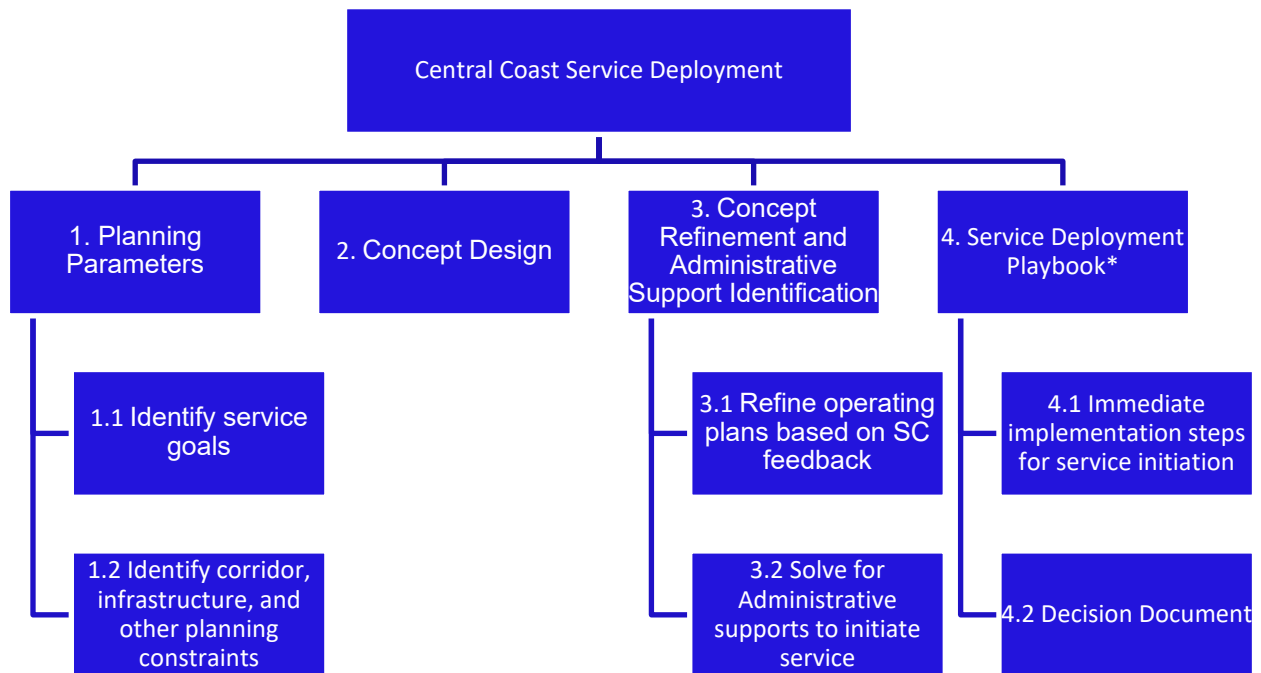 Central Coast Service Deployment
1. Planning
Parameters
2. Concept Design
3. Concept
Refinement and
Administrative
Support Identification
4. Service Deployment
Playbook*
1.1 Identify service
goals
1.2 Identify corridor,
infrastructure, and
other planning
constraints
3.1 Refine operating
plans based on SC
feedback
3.2 Solve for
Administrative
supports to initiate
service
4.1 Immediate
implementation steps
for service initiation
4.2 Decision Document